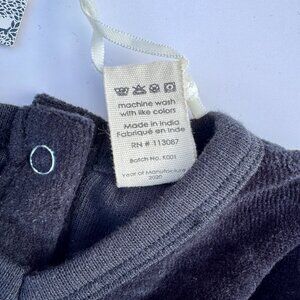 machine wash
with like colors
Made in India
Fabriqué en Inde
RN # 113087
Batch No. K001
Year of Manufacture
2020